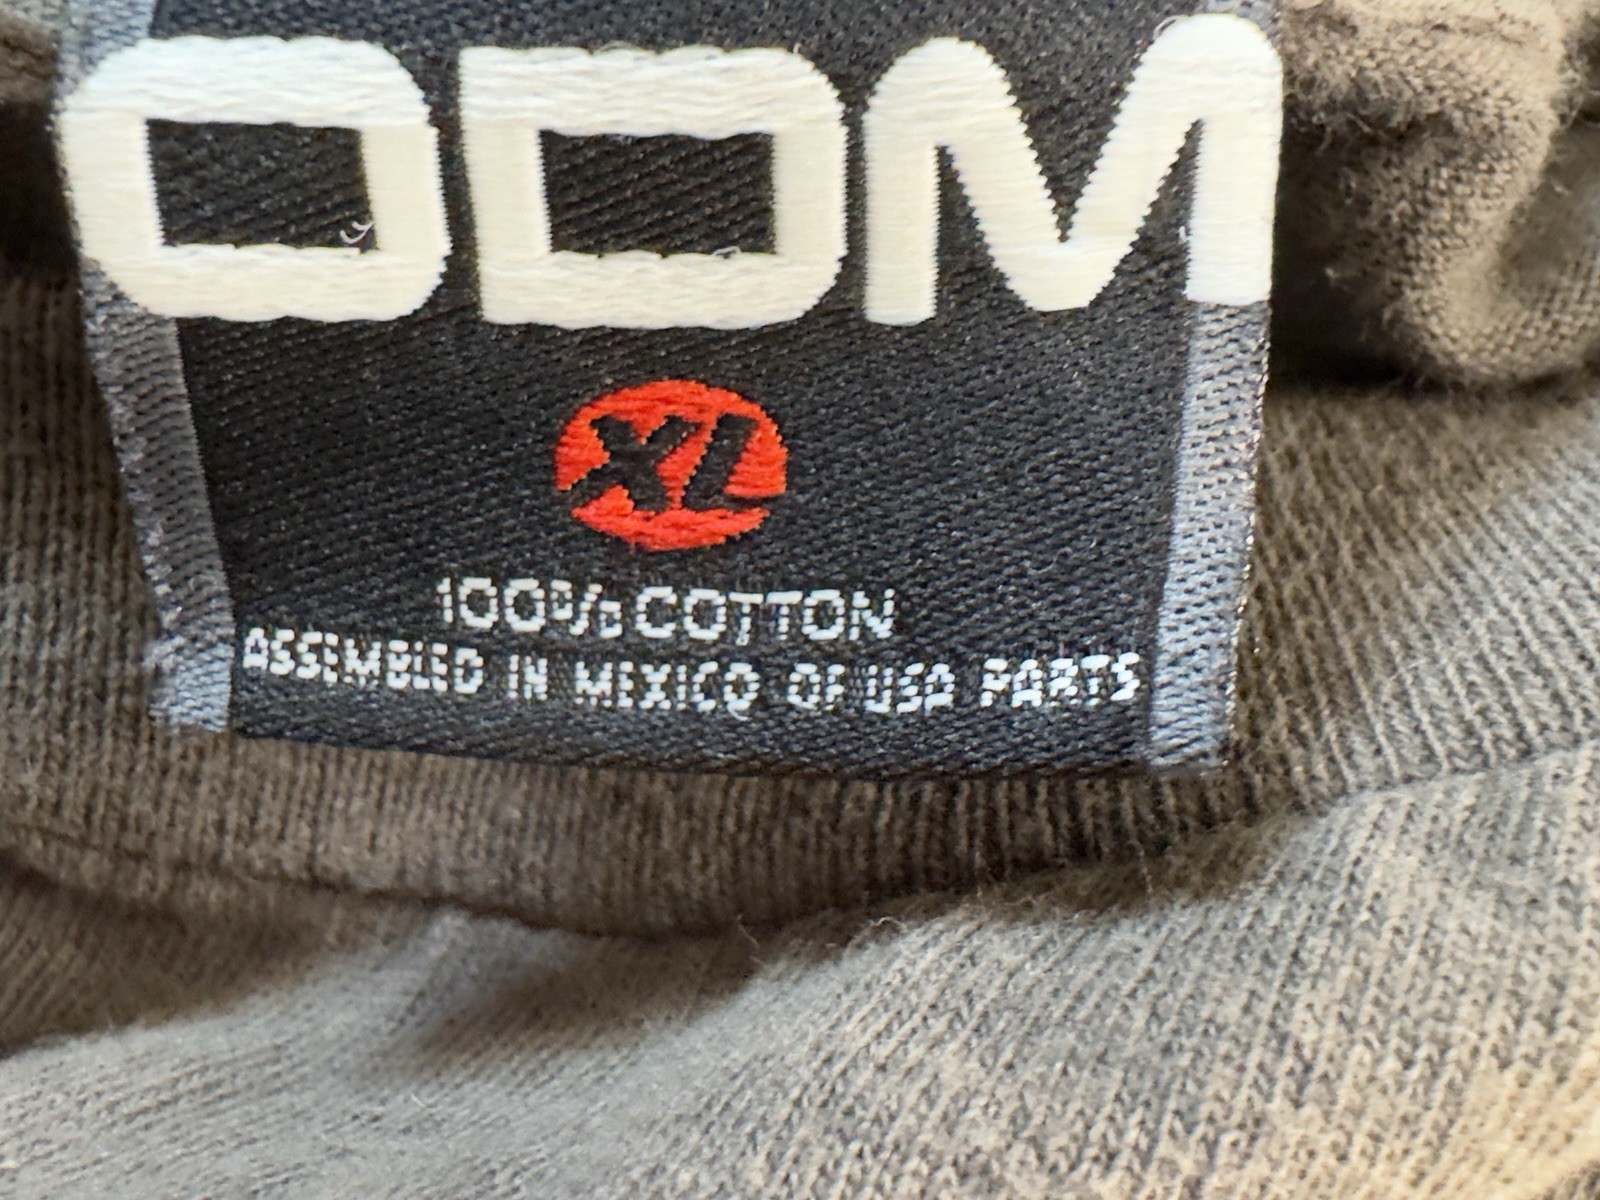 ODM
XL
100% COTTON
ASSEMBLED IN MEXICO OF USA PARTS